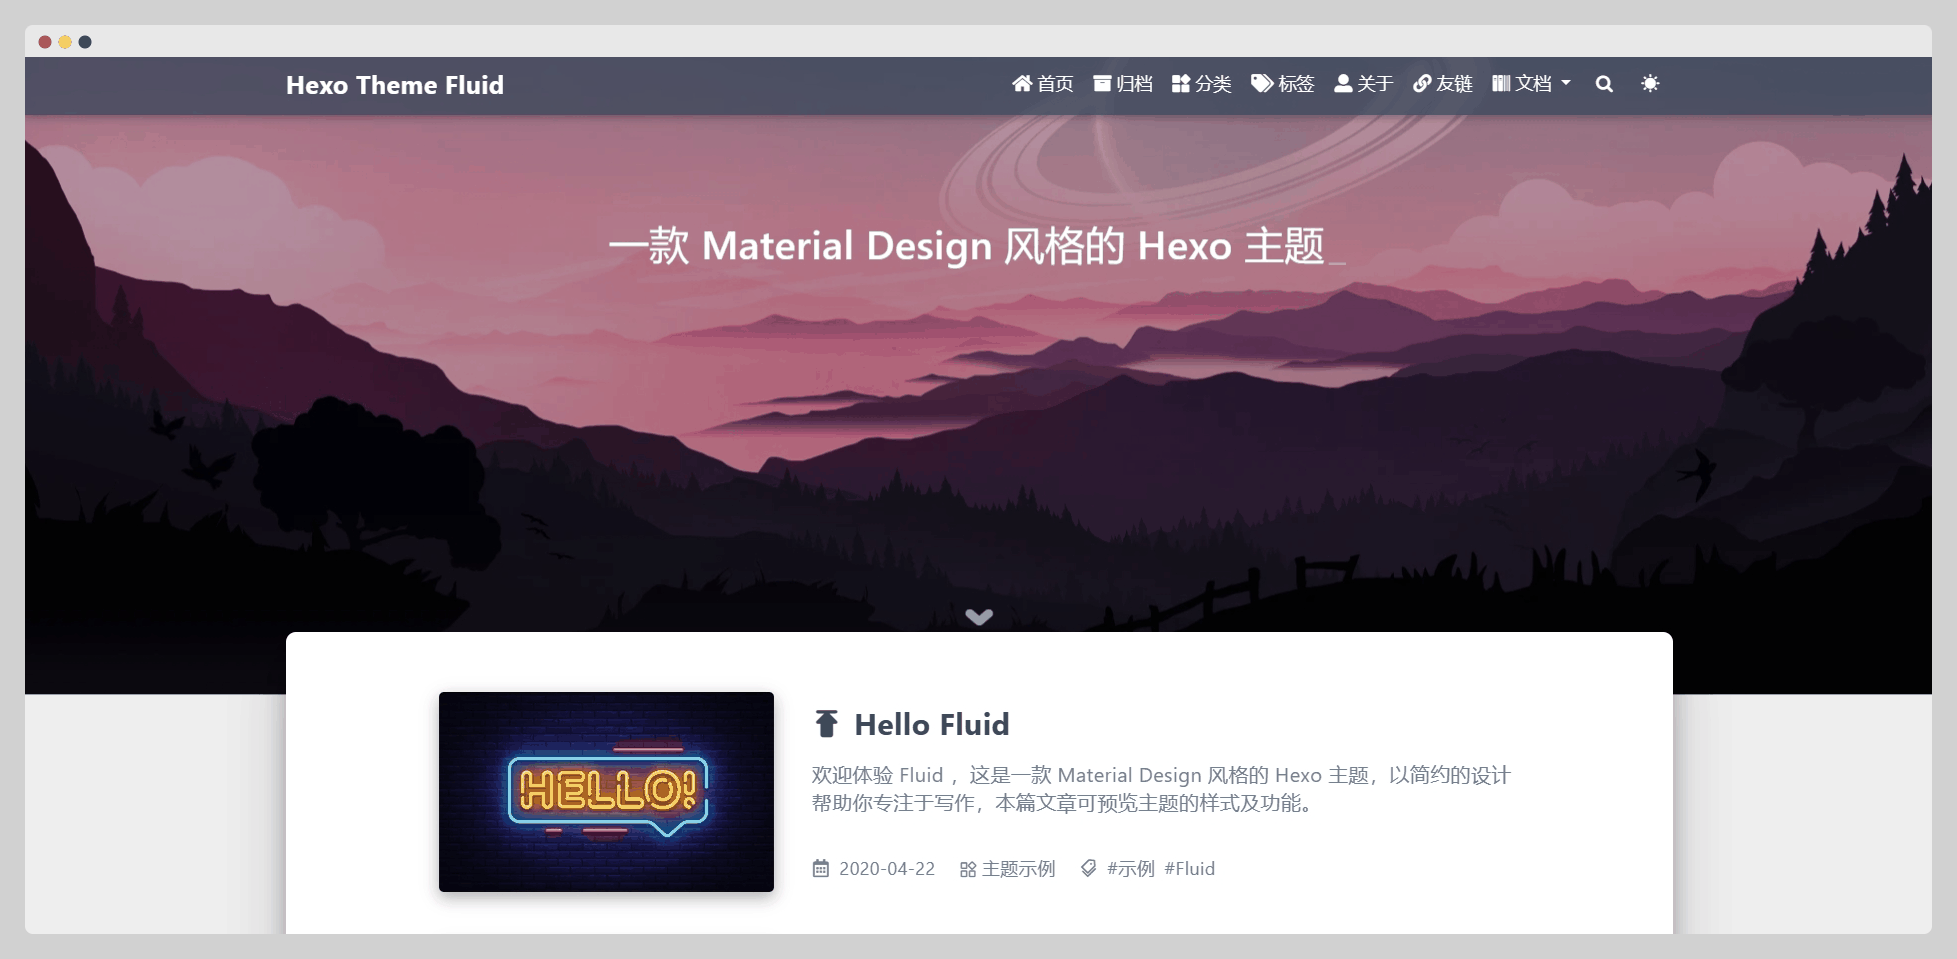 Hexo Theme Fluid
首页 归档 分类 标签 关于 友链 文档
一款 Material Design 风格的 Hexo 主题_
HELLO!
Hello Fluid
欢迎体验 Fluid ，这是一款 Material Design 风格的 Hexo 主题，以简约的设计
帮助你专注于写作，本篇文章可预览主题的样式及功能。
2020-04-22 主题示例 #示例 #Fluid